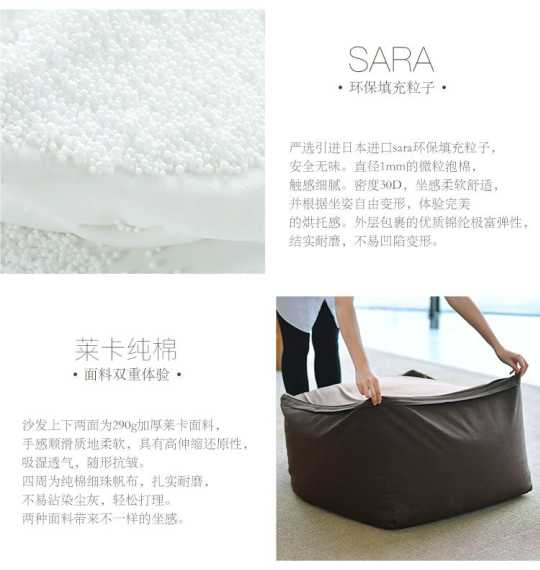 SARA
• 环保填充粒子 •
严选引进日本进口sara环保填充粒子，
安全无味。直径1mm的微粒泡棉，
触感细腻。密度30D，坐感柔软舒适，
并根据坐姿自由变形，体验完美
的烘托感。外层包裹的优质锦纶极富弹性，
结实耐磨，不易凹陷变形。
莱卡纯棉
• 面料双重体验 •
沙发上下两面为290g加厚莱卡面料，
手感顺滑质地柔软，具有高伸缩还原性，
吸湿透气，随形抗皱。
四周为纯棉细珠帆布，扎实耐磨，
不易沾染尘灰，轻松打理。
两种面料带来不一样的坐感。